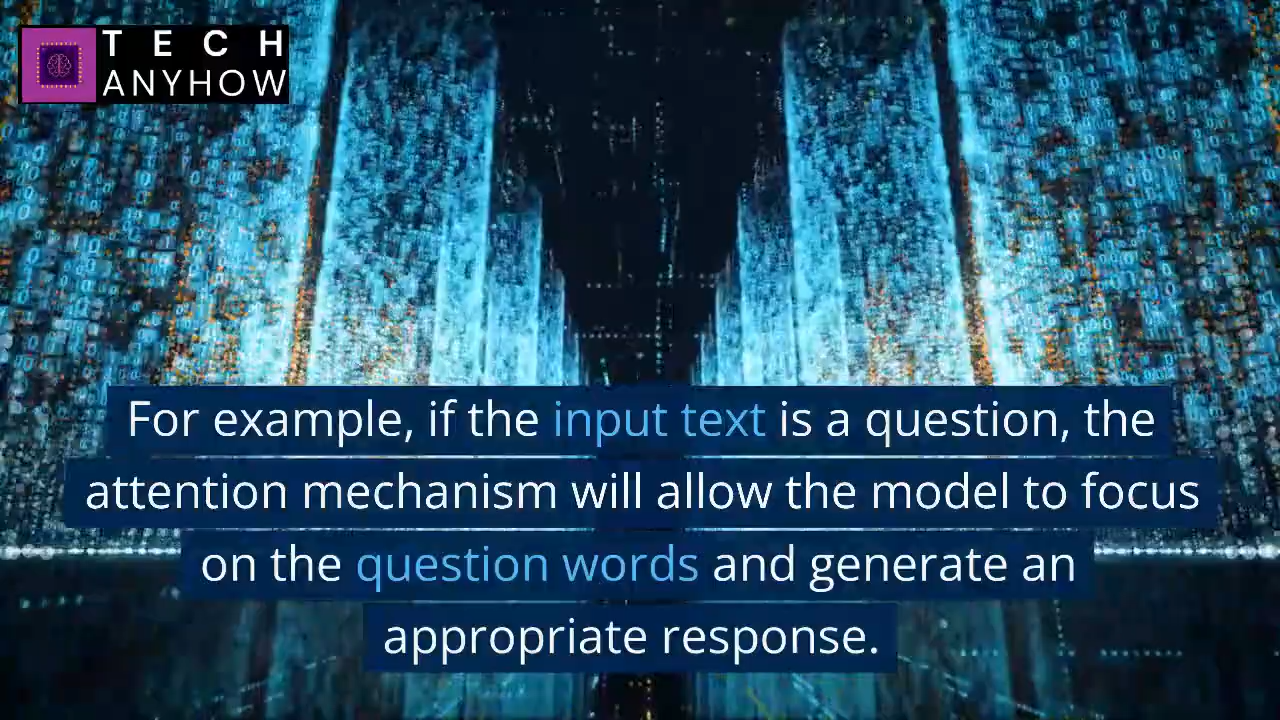 TECH
ANYHOW
For example, if the input text is a question, the
attention mechanism will allow the model to focus
on the question words and generate an
appropriate response.